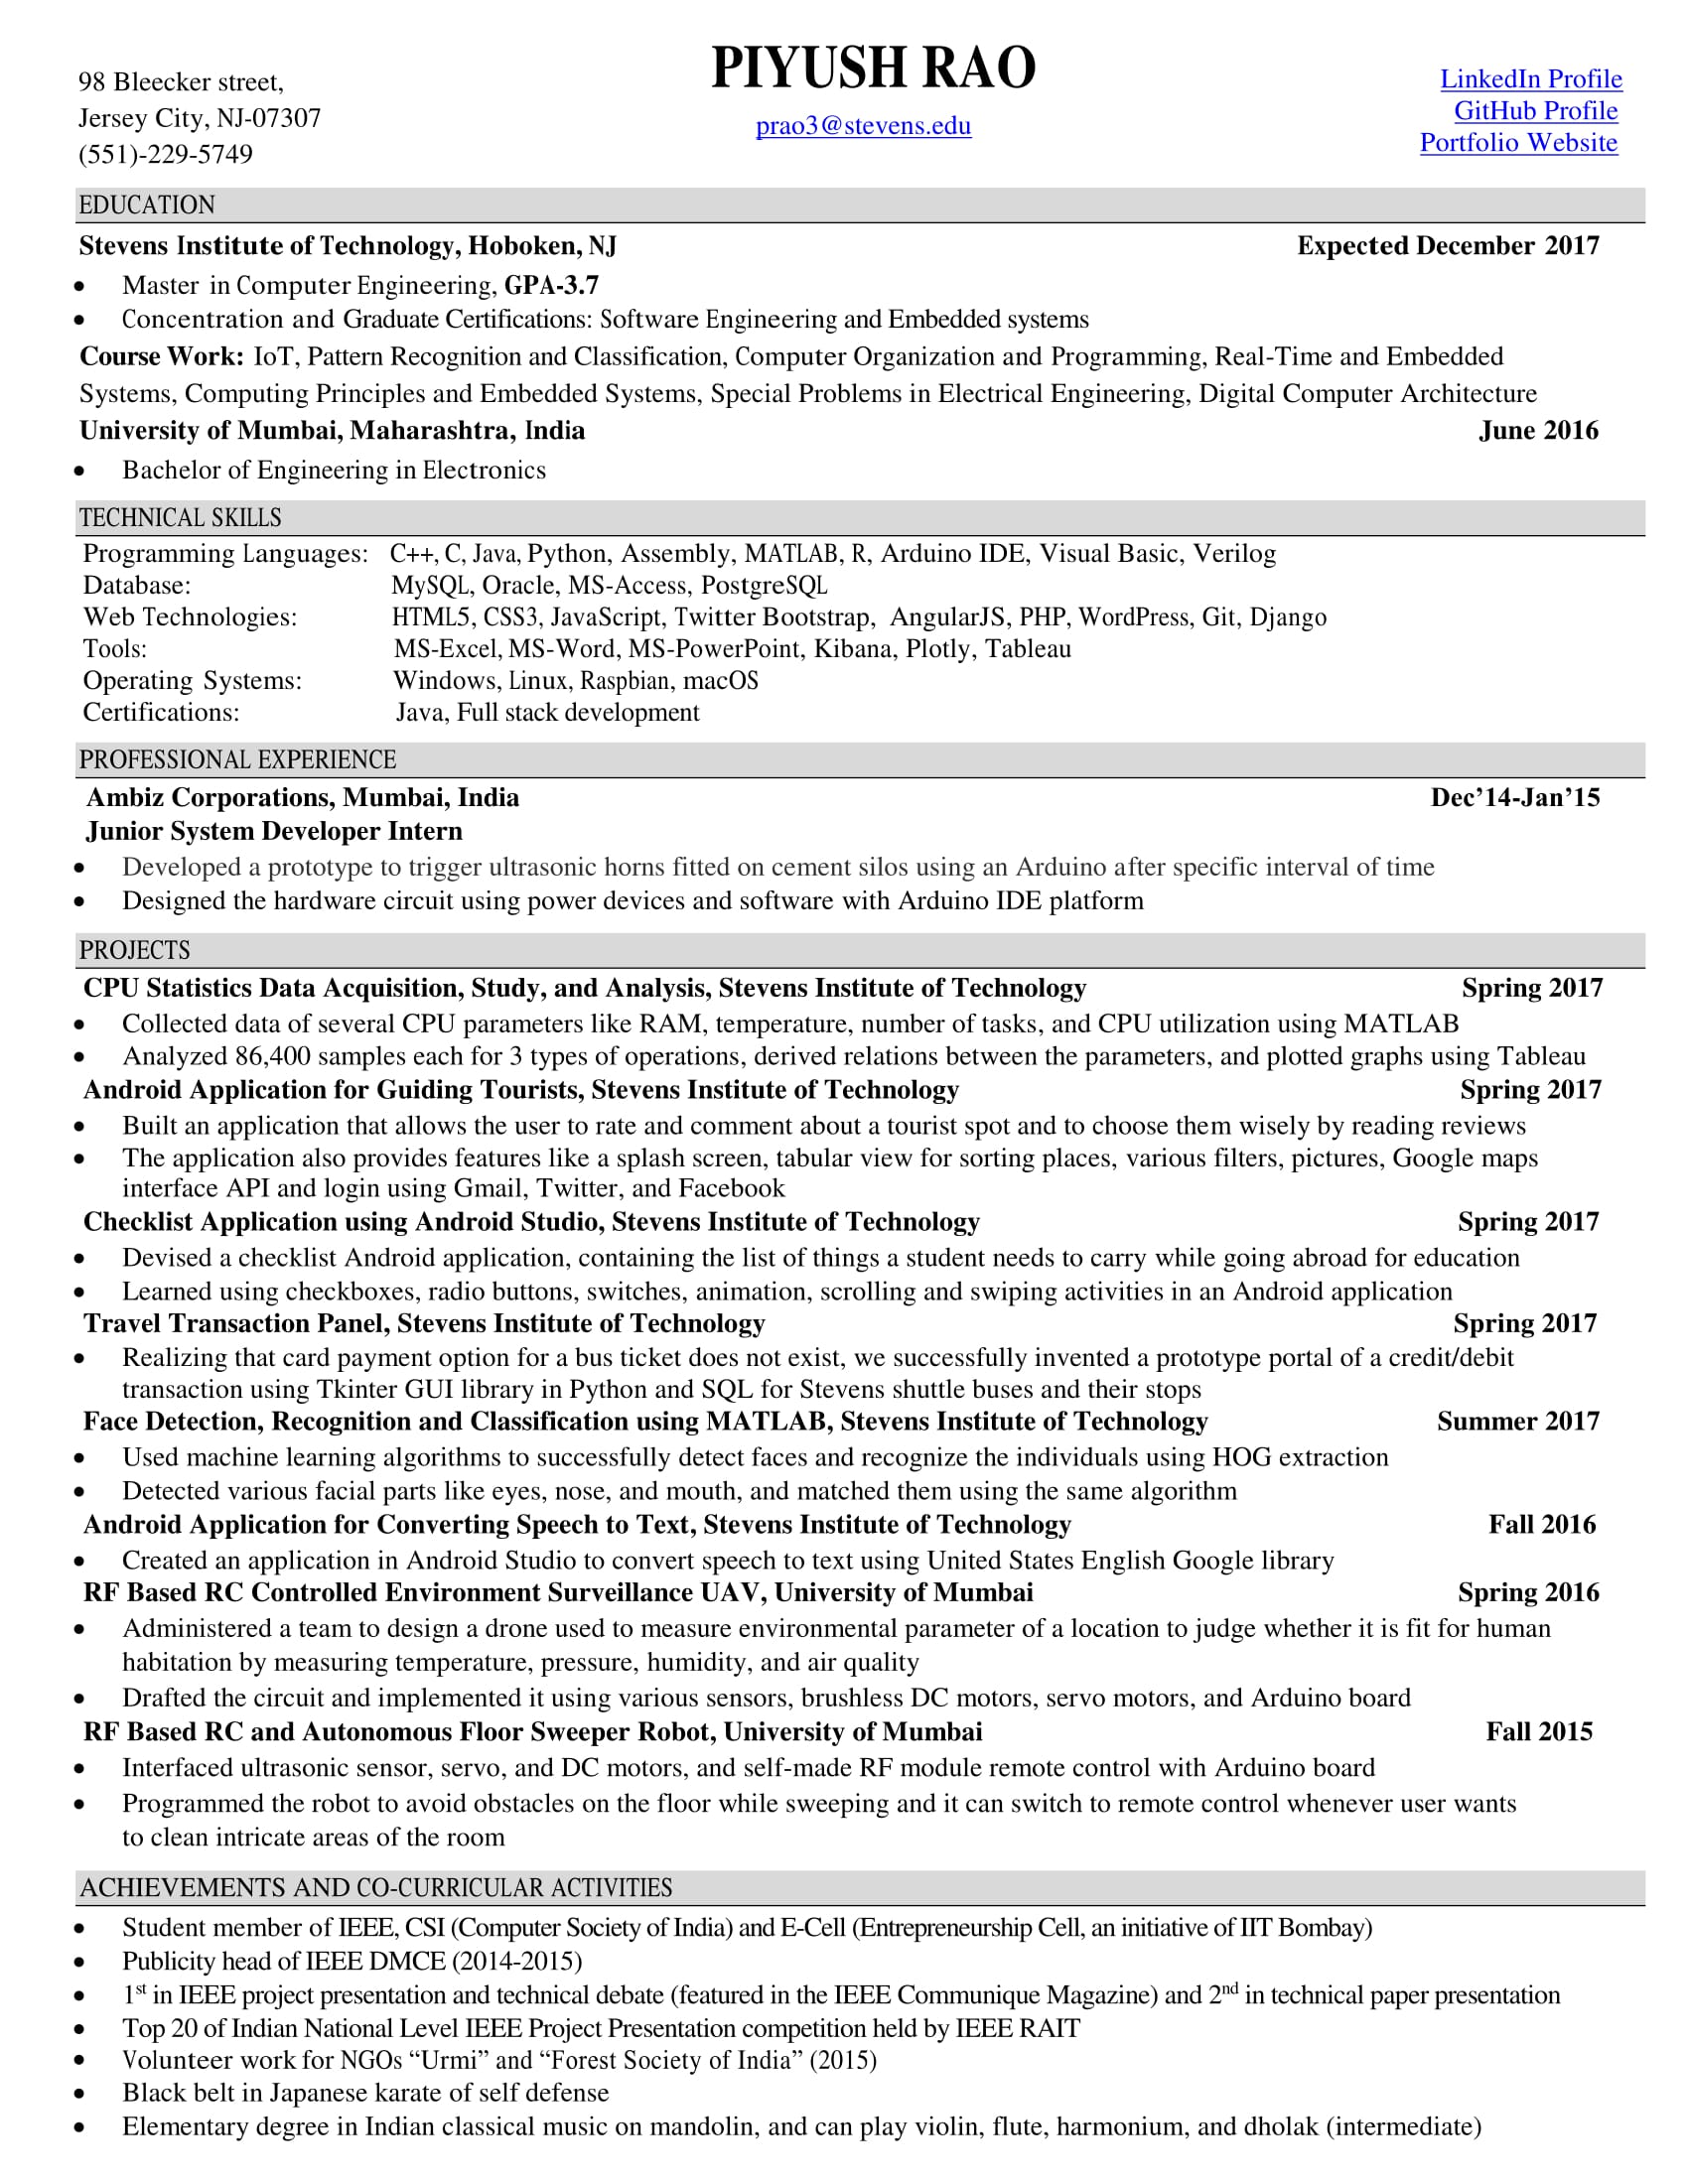 PIYUSH RAO
98 Bleecker street,
Jersey City, NJ-07307
(551)-229-5749
prao3@stevens.edu
LinkedIn Profile
GitHub Profile
Portfolio Website
EDUCATION
Stevens Institute of Technology, Hoboken, NJ Expected December 2017
• Master in Computer Engineering, GPA-3.7
• Concentration and Graduate Certifications: Software Engineering and Embedded systems
Course Work: IoT, Pattern Recognition and Classification, Computer Organization and Programming, Real-Time and Embedded
Systems, Computing Principles and Embedded Systems, Special Problems in Electrical Engineering, Digital Computer Architecture
University of Mumbai, Maharashtra, India June 2016
• Bachelor of Engineering in Electronics
TECHNICAL SKILLS
Programming Languages: C++, C, Java, Python, Assembly, MATLAB, R, Arduino IDE, Visual Basic, Verilog
Database: MySQL, Oracle, MS-Access, PostgreSQL
Web Technologies: HTML5, CSS3, JavaScript, Twitter Bootstrap, AngularJS, PHP, WordPress, Git, Django
Tools: MS-Excel, MS-Word, MS-PowerPoint, Kibana, Plotly, Tableau
Operating Systems: Windows, Linux, Raspbian, macOS
Certifications: Java, Full stack development
PROFESSIONAL EXPERIENCE
Ambiz Corporations, Mumbai, India Dec’14-Jan’15
Junior System Developer Intern
• Developed a prototype to trigger ultrasonic horns fitted on cement silos using an Arduino after specific interval of time
• Designed the hardware circuit using power devices and software with Arduino IDE platform
PROJECTS
CPU Statistics Data Acquisition, Study, and Analysis, Stevens Institute of Technology Spring 2017
• Collected data of several CPU parameters like RAM, temperature, number of tasks, and CPU utilization using MATLAB
• Analyzed 86,400 samples each for 3 types of operations, derived relations between the parameters, and plotted graphs using Tableau
Android Application for Guiding Tourists, Stevens Institute of Technology Spring 2017
• Built an application that allows the user to rate and comment about a tourist spot and to choose them wisely by reading reviews
• The application also provides features like a splash screen, tabular view for sorting places, various filters, pictures, Google maps
interface API and login using Gmail, Twitter, and Facebook
Checklist Application using Android Studio, Stevens Institute of Technology Spring 2017
• Devised a checklist Android application, containing the list of things a student needs to carry while going abroad for education
• Learned using checkboxes, radio buttons, switches, animation, scrolling and swiping activities in an Android application
Travel Transaction Panel, Stevens Institute of Technology Spring 2017
• Realizing that card payment option for a bus ticket does not exist, we successfully invented a prototype portal of a credit/debit
transaction using Tkinter GUI library in Python and SQL for Stevens shuttle buses and their stops
Face Detection, Recognition and Classification using MATLAB, Stevens Institute of Technology Summer 2017
• Used machine learning algorithms to successfully detect faces and recognize the individuals using HOG extraction
• Detected various facial parts like eyes, nose, and mouth, and matched them using the same algorithm
Android Application for Converting Speech to Text, Stevens Institute of Technology Fall 2016
• Created an application in Android Studio to convert speech to text using United States English Google library
RF Based RC Controlled Environment Surveillance UAV, University of Mumbai Spring 2016
• Administered a team to design a drone used to measure environmental parameter of a location to judge whether it is fit for human
habitation by measuring temperature, pressure, humidity, and air quality
• Drafted the circuit and implemented it using various sensors, brushless DC motors, servo motors, and Arduino board
RF Based RC and Autonomous Floor Sweeper Robot, University of Mumbai Fall 2015
• Interfaced ultrasonic sensor, servo, and DC motors, and self-made RF module remote control with Arduino board
• Programmed the robot to avoid obstacles on the floor while sweeping and it can switch to remote control whenever user wants
to clean intricate areas of the room
ACHIEVEMENTS AND CO-CURRICULAR ACTIVITIES
• Student member of IEEE, CSI (Computer Society of India) and E-Cell (Entrepreneurship Cell, an initiative of IIT Bombay)
• Publicity head of IEEE DMCE (2014-2015)
• 1st in IEEE project presentation and technical debate (featured in the IEEE Communique Magazine) and 2nd in technical paper presentation
• Top 20 of Indian National Level IEEE Project Presentation competition held by IEEE RAIT
• Volunteer work for NGOs “Urmi” and “Forest Society of India” (2015)
• Black belt in Japanese karate of self defense
• Elementary degree in Indian classical music on mandolin, and can play violin, flute, harmonium, and dholak (intermediate)